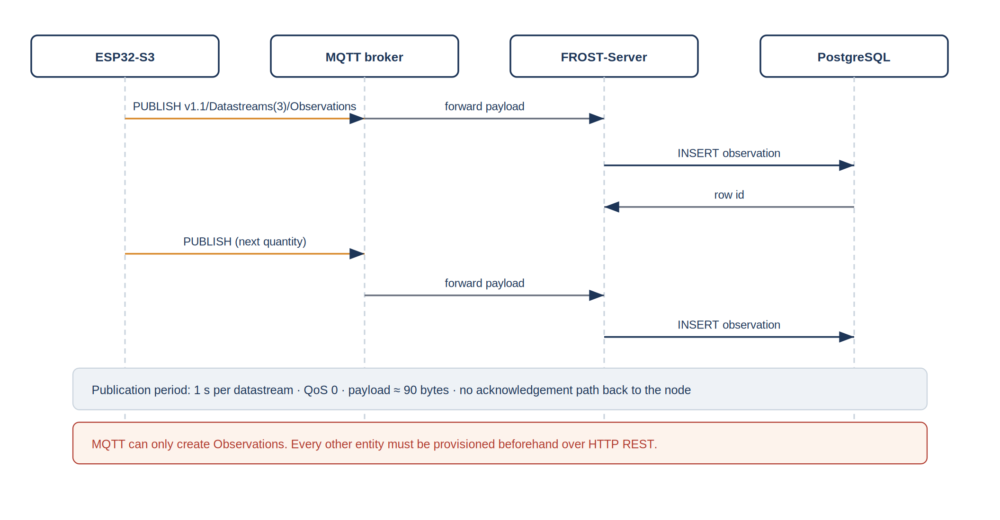 ESP32-S3
MQTT broker
FROST-Server
PostgreSQL
PUBLISH v1.1/Datastreams(3)/Observations
forward payload
INSERT observation
row id
PUBLISH (next quantity)
forward payload
INSERT observation
Publication period: 1 s per datastream · QoS 0 · payload ≈ 90 bytes · no acknowledgement path back to the node
MQTT can only create Observations. Every other entity must be provisioned beforehand over HTTP REST.